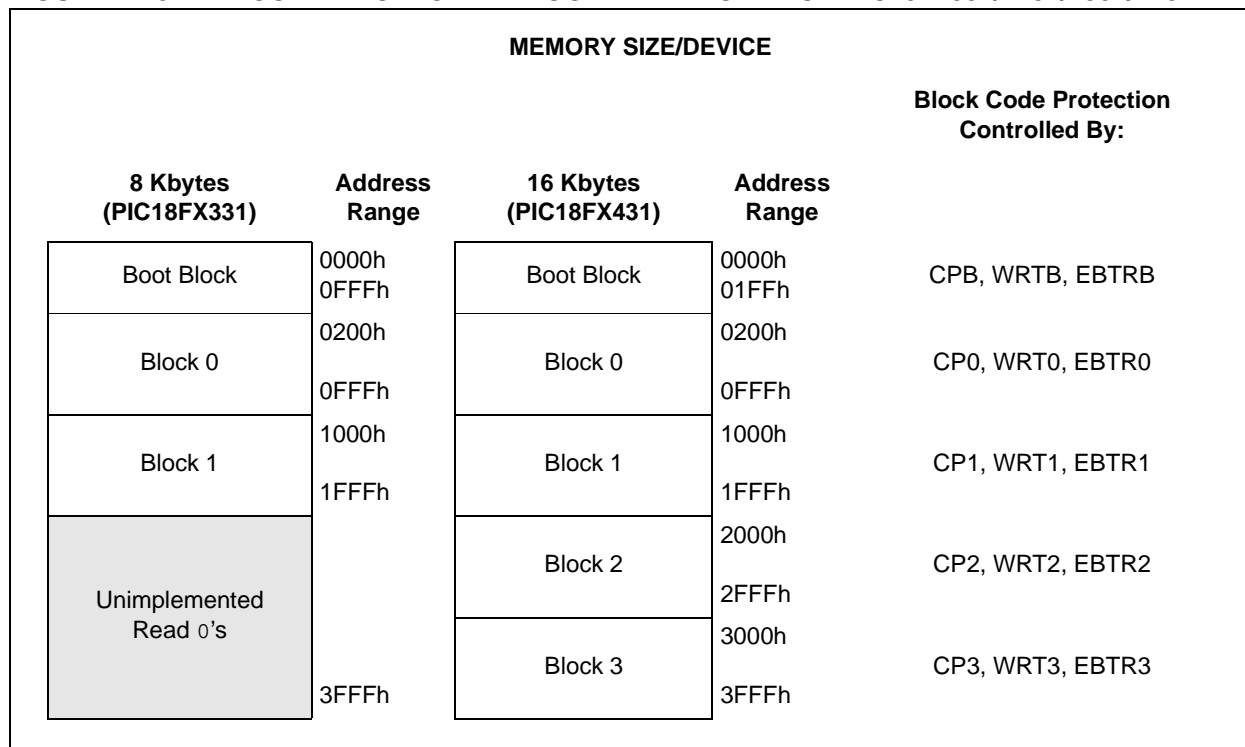 MEMORY SIZE/DEVICE
Block Code Protection
Controlled By:
8 Kbytes
(PIC18FX331)
Address
Range
16 Kbytes
(PIC18FX431)
Address
Range
Boot Block
0000h
0FFFh
Boot Block
0000h
01FFh
CPB, WRTB, EBTRB
Block 0
0200h
0FFFh
Block 0
0200h
0FFFh
CP0, WRT0, EBTR0
Block 1
1000h
1FFFh
Block 1
1000h
1FFFh
CP1, WRT1, EBTR1
Unimplemented
Read 0's
3FFFh
Block 2
2000h
2FFFh
CP2, WRT2, EBTR2
Block 3
3000h
3FFFh
CP3, WRT3, EBTR3